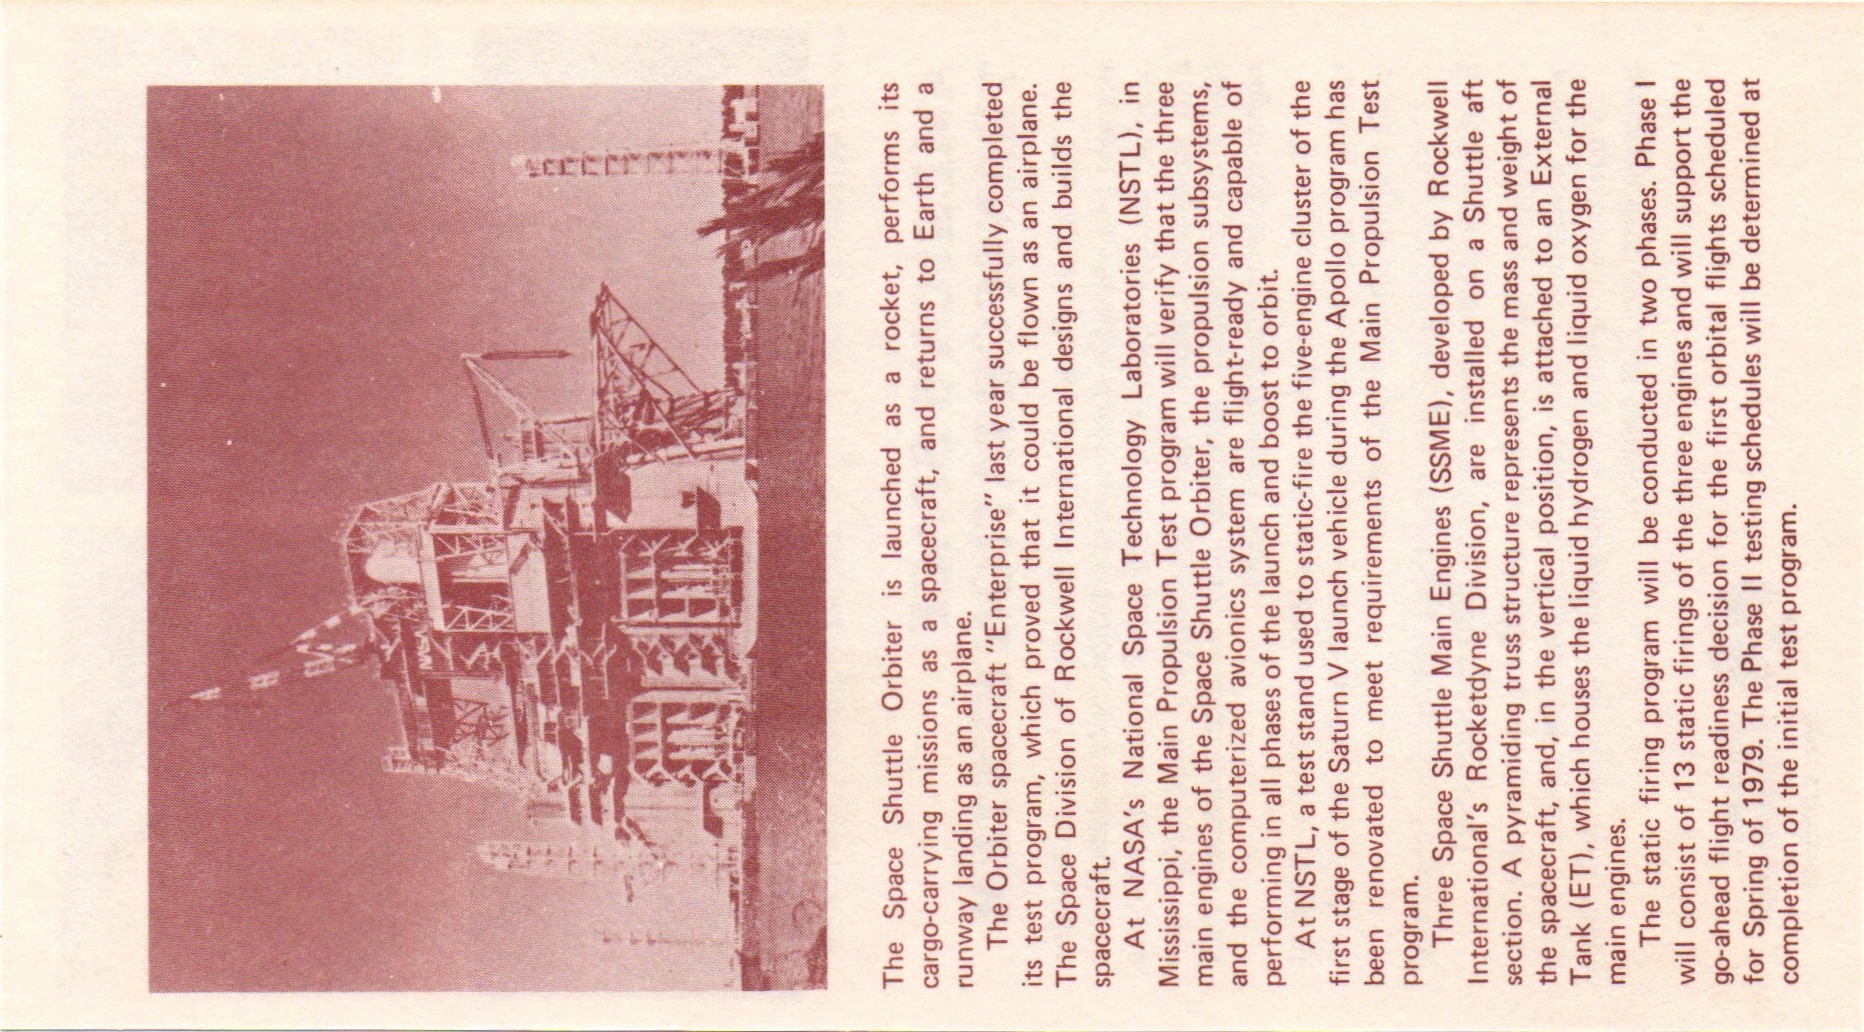 NASA
The Space Shuttle Orbiter is launched as a rocket, performs its
cargo-carrying missions as a spacecraft, and returns to Earth and a
runway landing as an airplane.
The Orbiter spacecraft "Enterprise" last year successfully completed
its test program, which proved that it could be flown as an airplane.
The Space Division of Rockwell International designs and builds the
spacecraft.
At NASA's National Space Technology Laboratories (NSTL), in
Mississippi, the Main Propulsion Test program will verify that the three
main engines of the Space Shuttle Orbiter, the propulsion subsystems,
and the computerized avionics system are flight-ready and capable of
performing in all phases of the launch and boost to orbit.
At NSTL, a test stand used to static-fire the five-engine cluster of the
first stage of the Saturn V launch vehicle during the Apollo program has
been renovated to meet requirements of the Main Propulsion Test
program.
Three Space Shuttle Main Engines (SSME), developed by Rockwell
International's Rocketdyne Division, are installed on a Shuttle aft
section. A pyramiding truss structure represents the mass and weight of
the spacecraft, and, in the vertical position, is attached to an External
Tank (ET), which houses the liquid hydrogen and liquid oxygen for the
main engines.
The static firing program will be conducted in two phases. Phase I
will consist of 13 static firings of the three engines and will support the
go-ahead flight readiness decision for the first orbital flights scheduled
for Spring of 1979. The Phase II testing schedules will be determined at
completion of the initial test program.